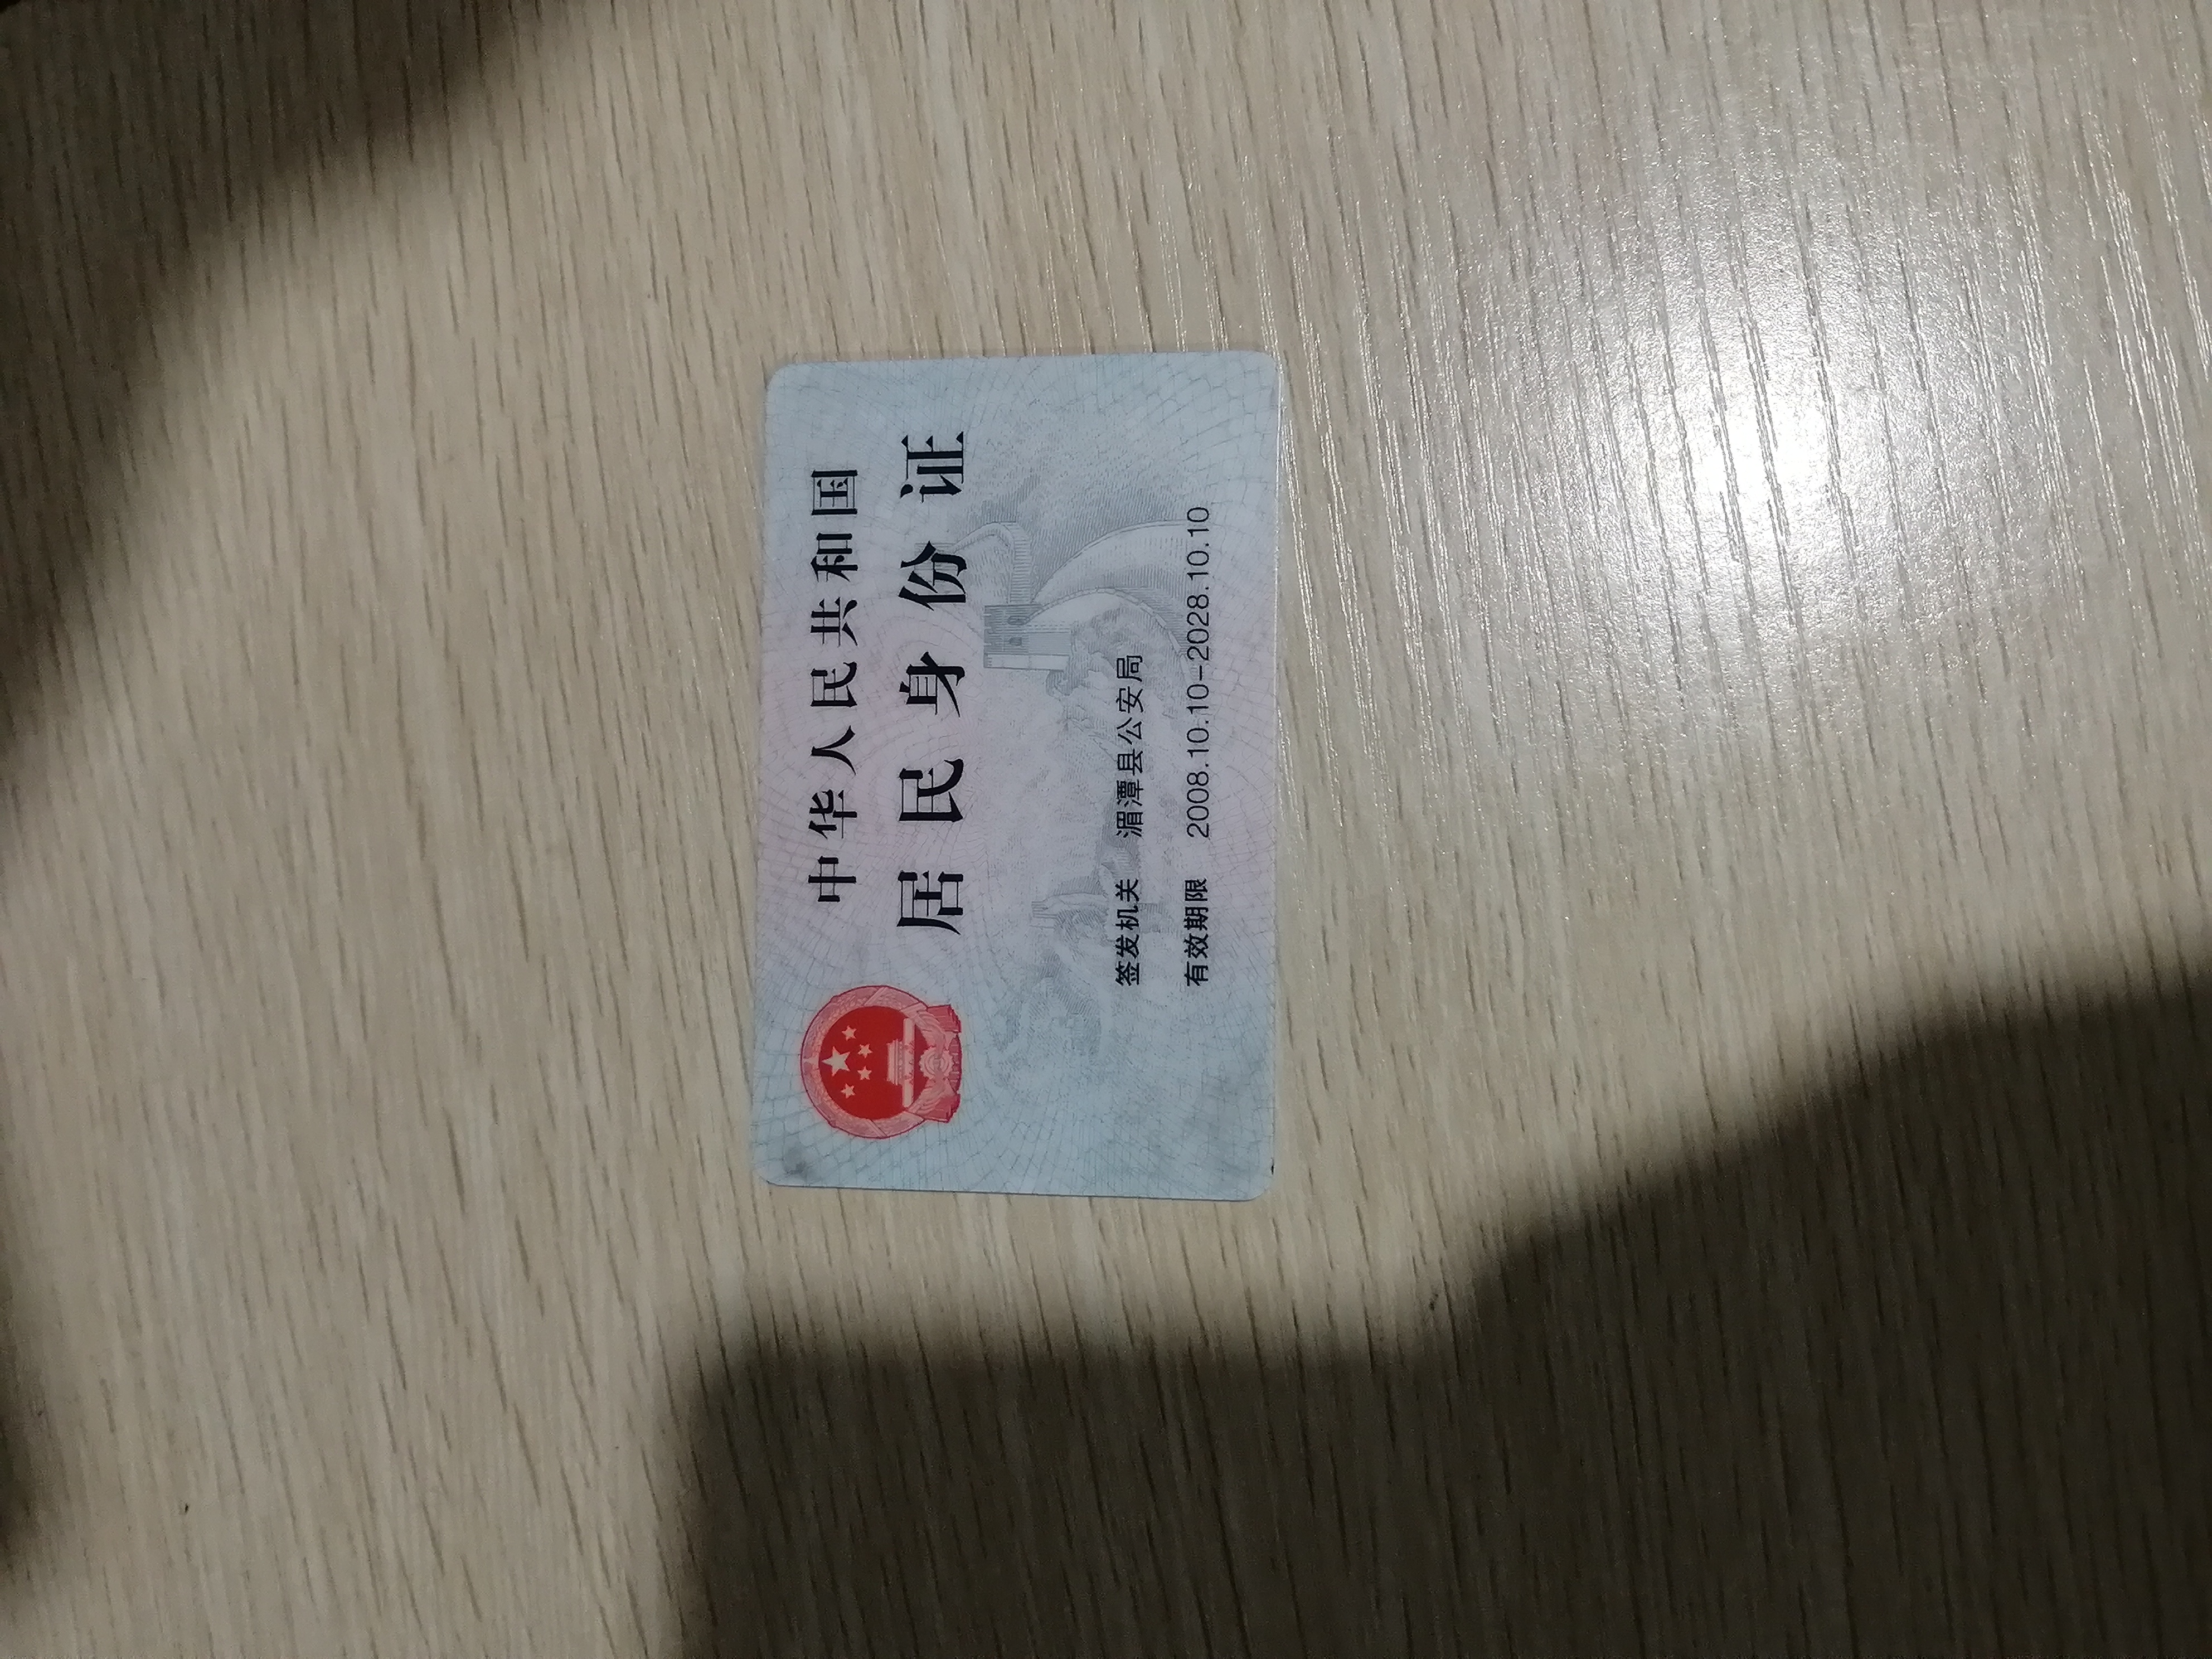 中华人民共和国
居民身份证
签发机关 湄潭县公安局
有效期限 2008.10.10-2028.10.10